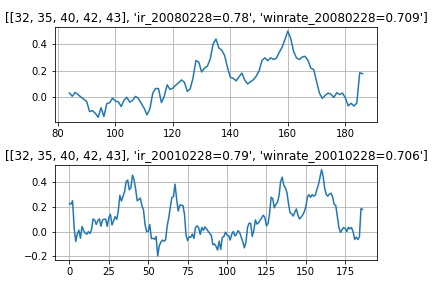 [[32, 35, 40, 42, 43], 'ir_20080228=0.78', 'winrate_20080228=0.709']
0.4
0.2
0.0
80 100 120 140 160 180
[[32, 35, 40, 42, 43], 'ir_20010228=0.79', 'winrate_20010228=0.706']
0.4
0.2
0.0
−0.2
0 25 50 75 100 125 150 175